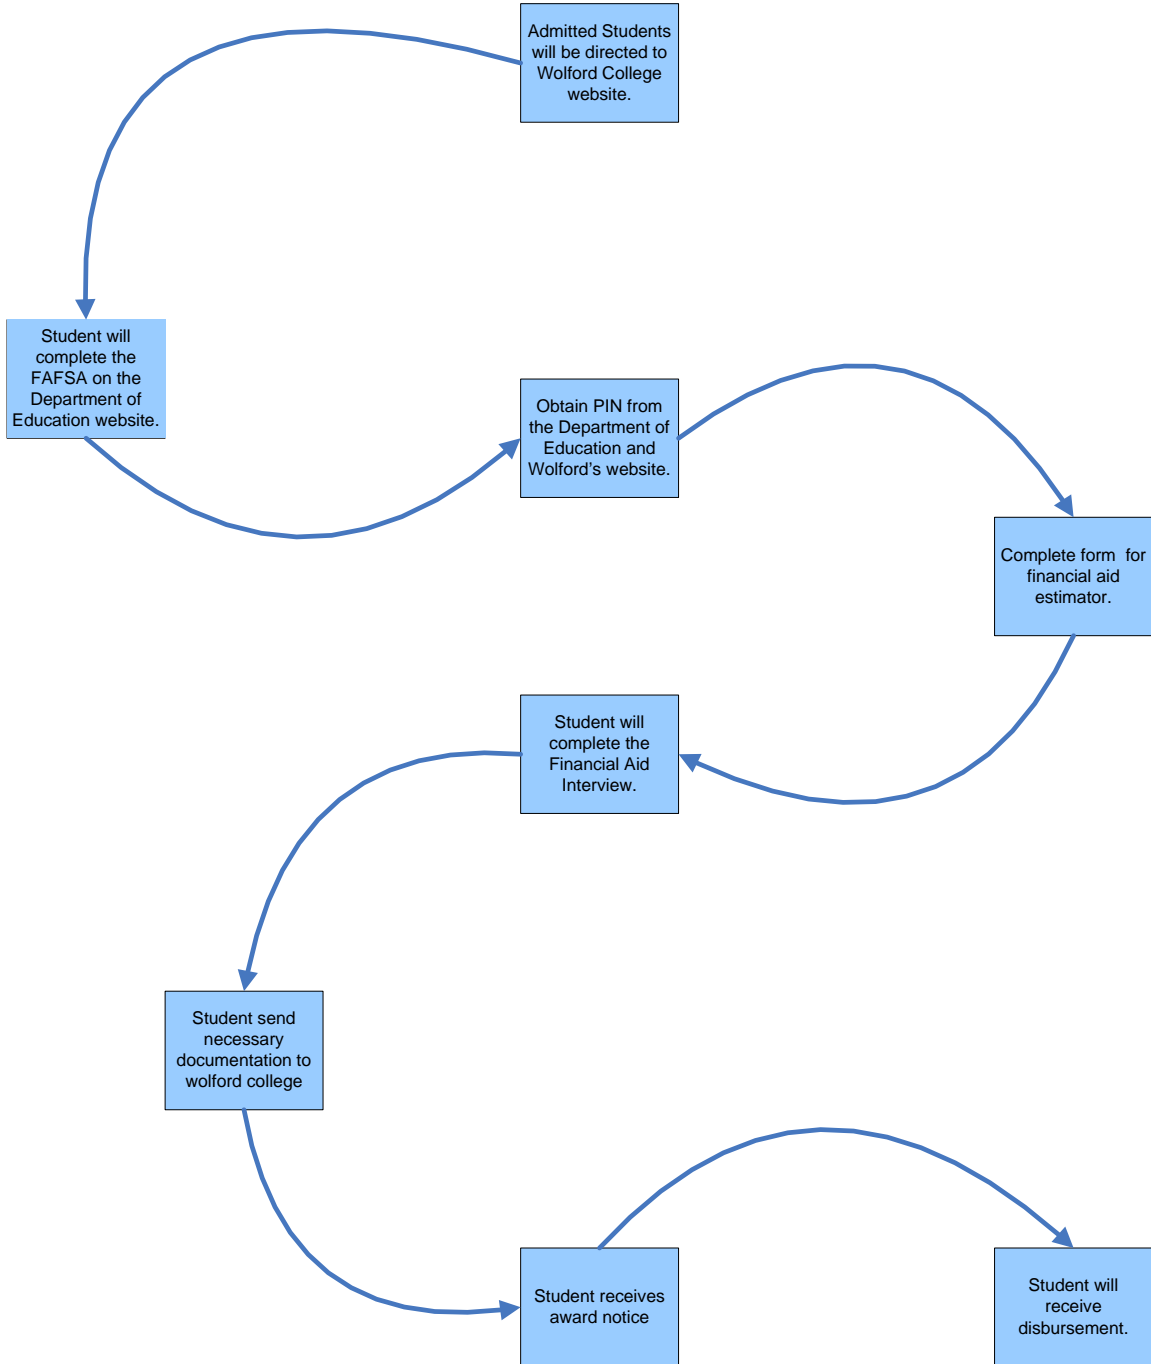 Admitted Students
will be directed to
Wolford College
website.
Student will
complete the
FAFSA on the
Department of
Education website.
Obtain PIN from
the Department of
Education and
Wolford’s website.
Complete form  for
financial aid
estimator.
Student will
complete the
Financial Aid
Interview.
Student send
necessary
documentation to
wolford college
Student receives
award notice
Student will
receive
disbursement.